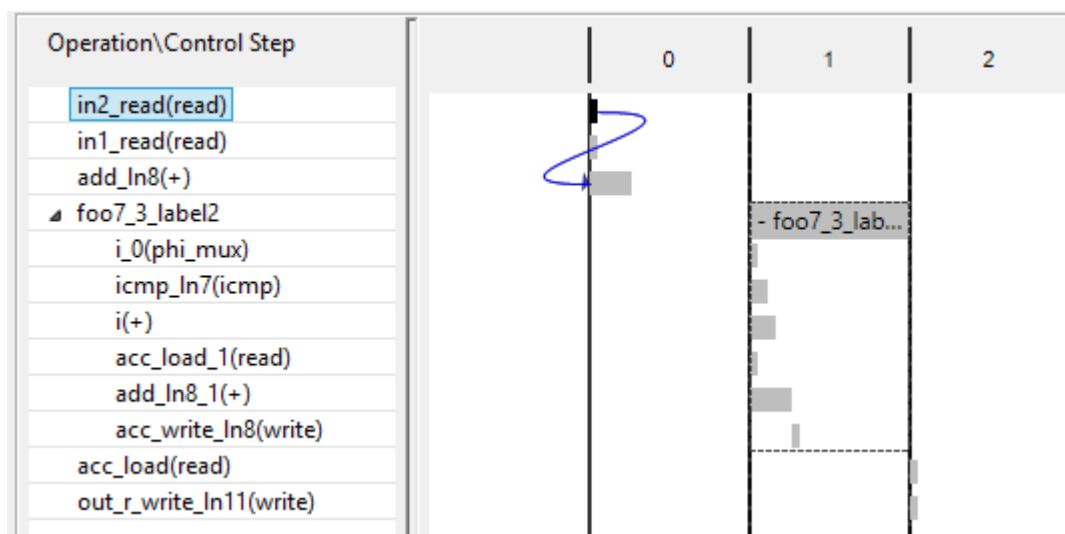 Operation\Control Step
0 1 2
in2_read(read)
in1_read(read)
add_ln8(+)
foo7_3_label2
- foo7_3_lab...
i_0(phi_mux)
icmp_ln7(icmp)
i(+)
acc_load_1(read)
add_ln8_1(+)
acc_write_ln8(write)
acc_load(read)
out_r_write_ln11(write)